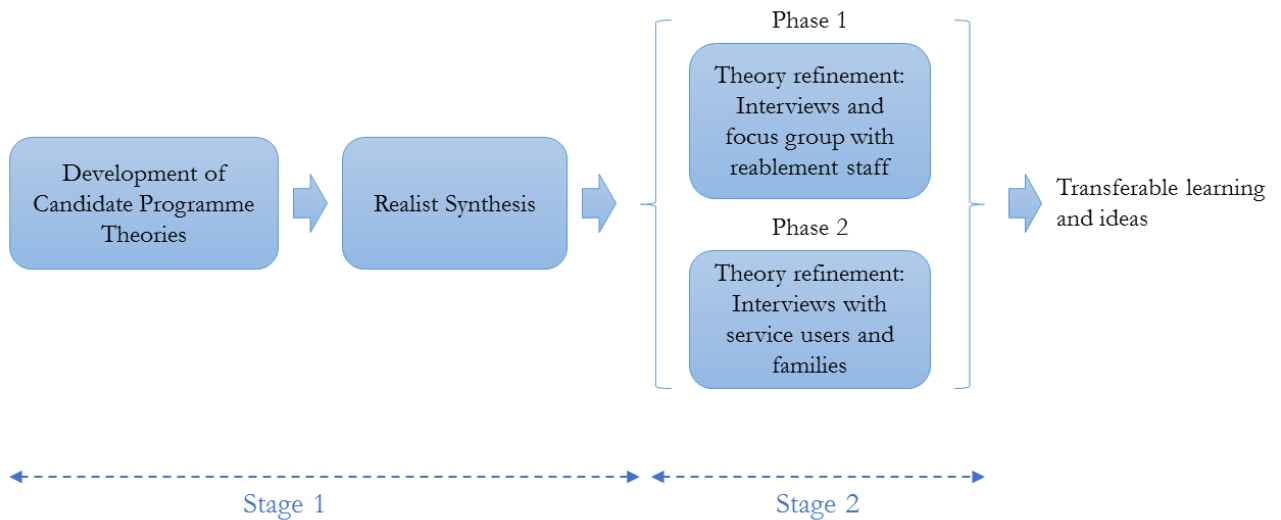 Development of
Candidate Programme
Theories
Realist Synthesis
Phase 1
Theory refinement:
Interviews and
focus group with
reablement staff
Phase 2
Theory refinement:
Interviews with
service users and
families
Transferable learning
and ideas
Stage 1
Stage 2